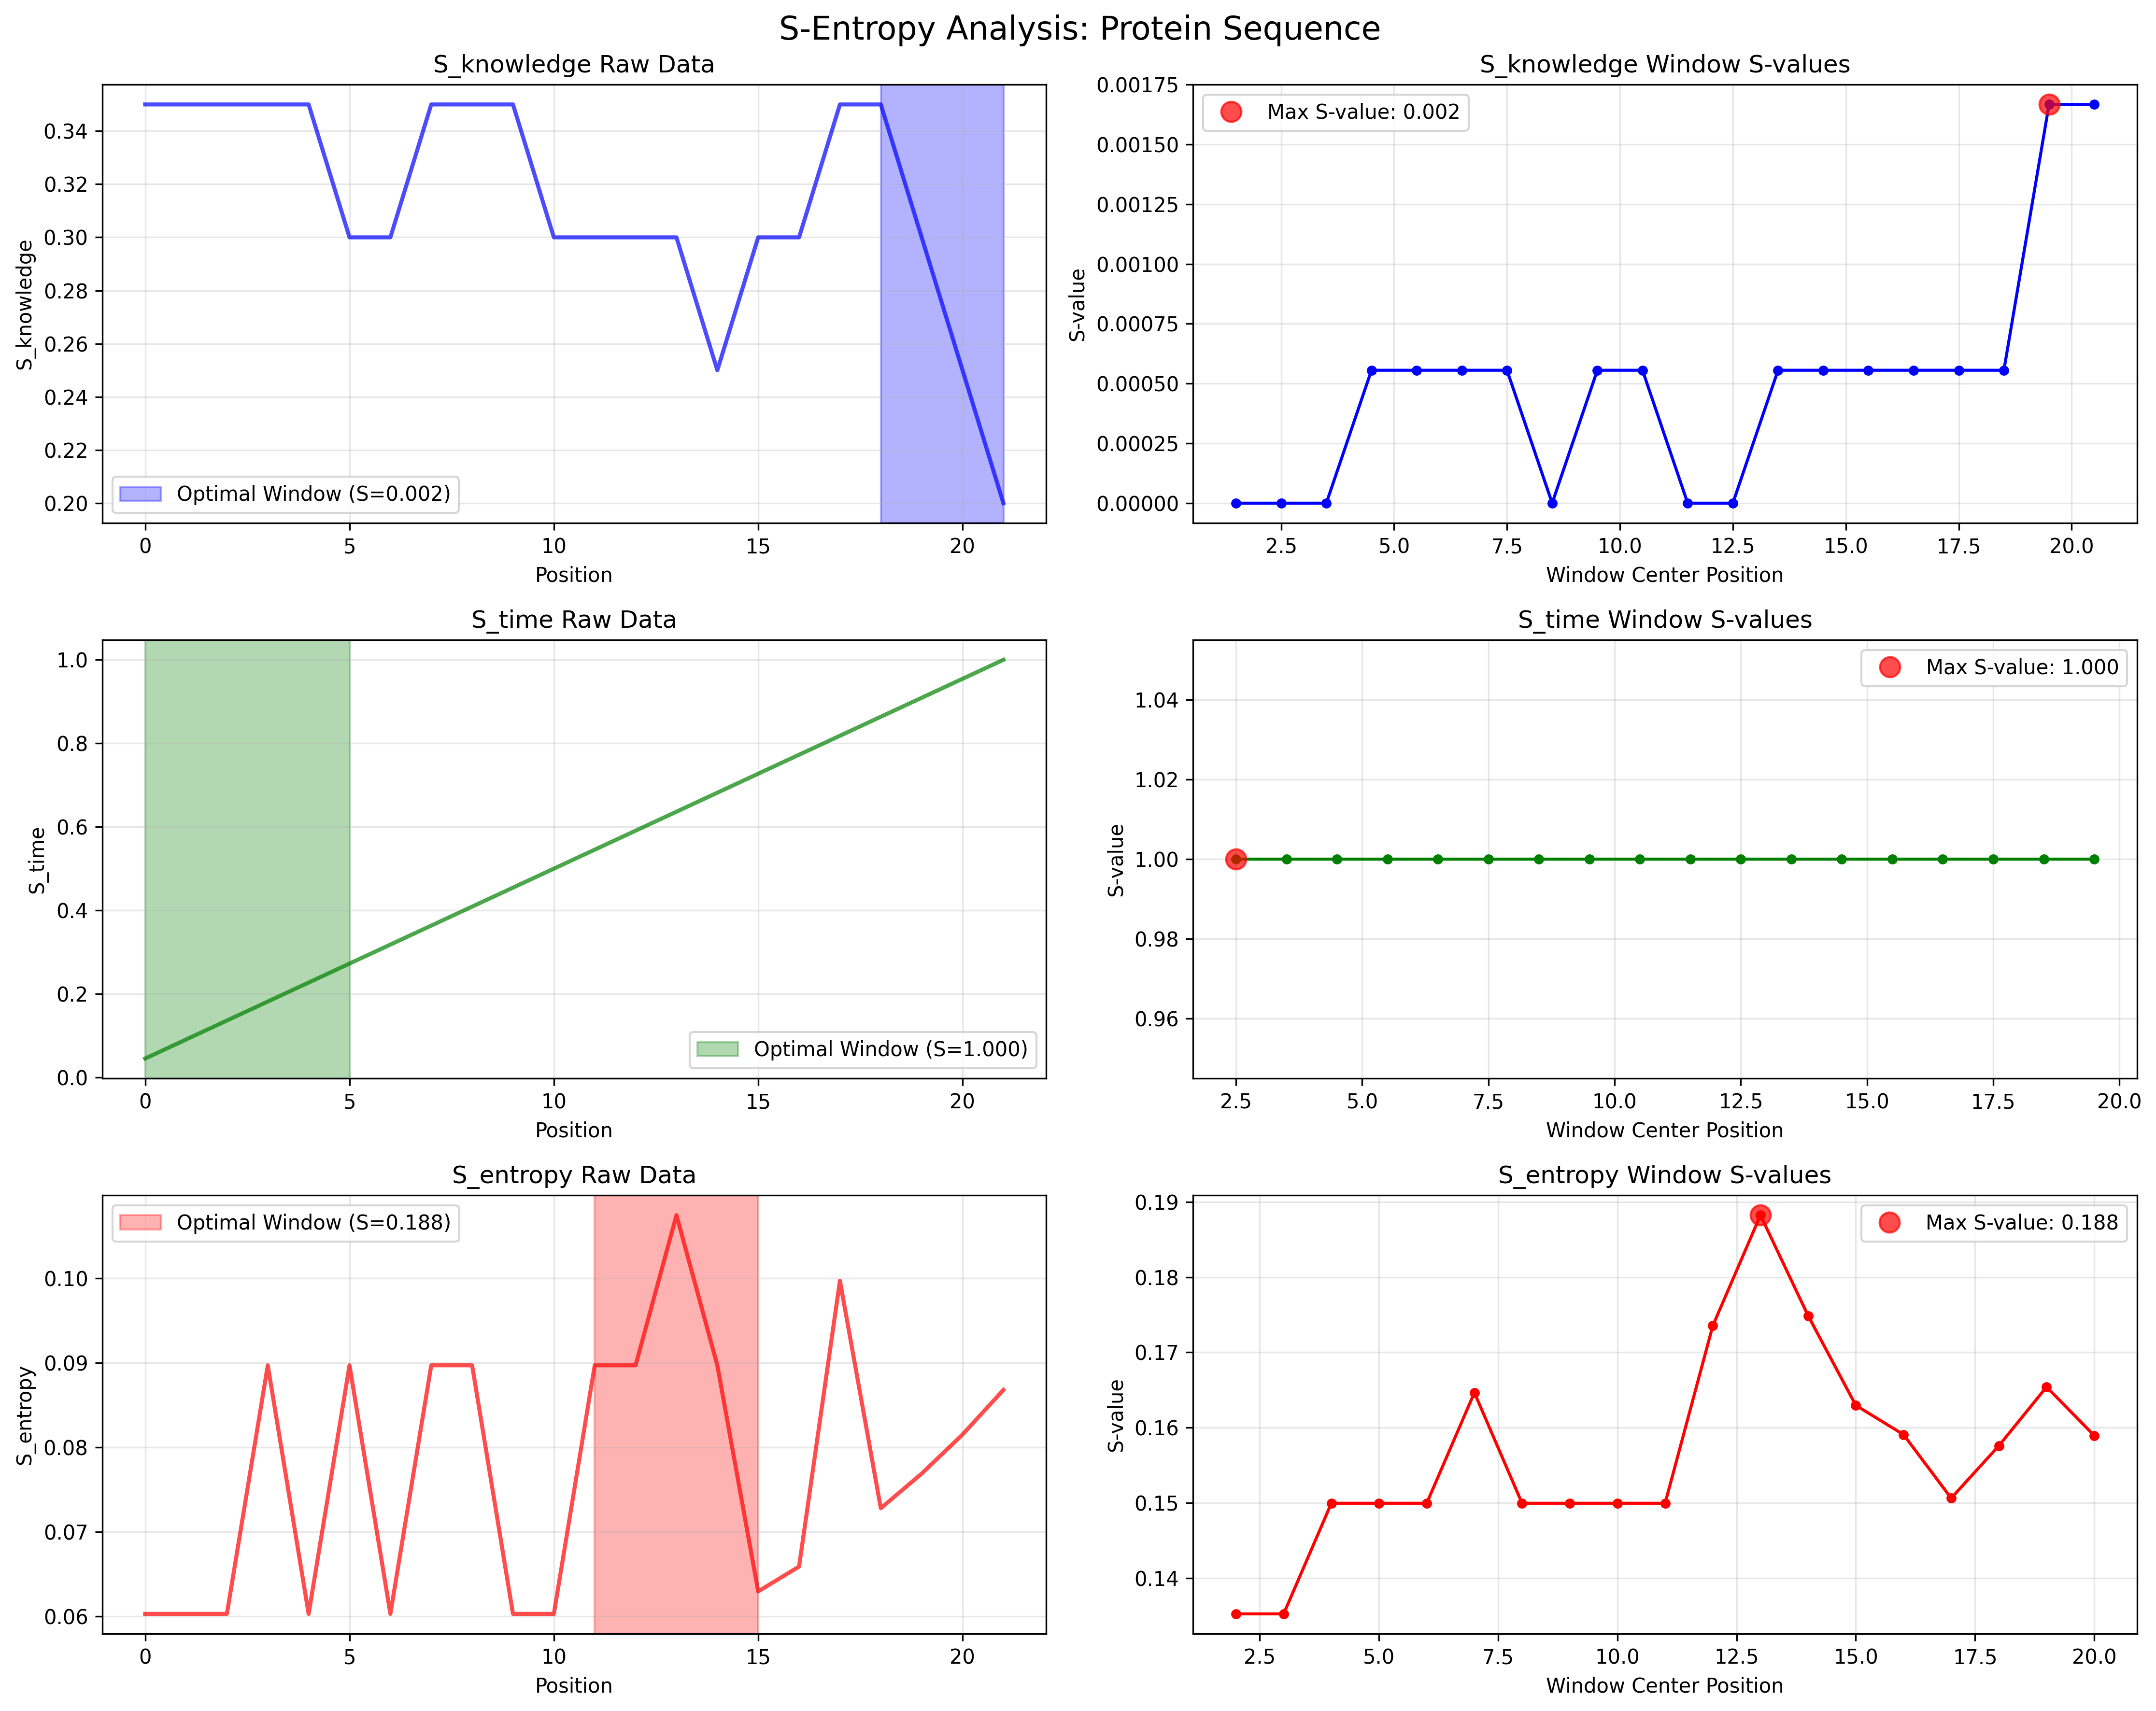 S-Entropy Analysis: Protein Sequence
S_knowledge Raw Data
S_knowledge
0.34
0.32
0.30
0.28
0.26
0.24
0.22
0.20
Optimal Window (S=0.002)
0 5 10 15 20
Position
S_knowledge Window S-values
S-value
0.00175
0.00150
0.00125
0.00100
0.00075
0.00050
0.00025
0.00000
Max S-value: 0.002
2.5 5.0 7.5 10.0 12.5 15.0 17.5 20.0
Window Center Position
S_time Raw Data
S_time
1.0
0.8
0.6
0.4
0.2
0.0
Optimal Window (S=1.000)
0 5 10 15 20
Position
S_time Window S-values
S-value
1.04
1.02
1.00
0.98
0.96
Max S-value: 1.000
2.5 5.0 7.5 10.0 12.5 15.0 17.5 20.0
Window Center Position
S_entropy Raw Data
S_entropy
Optimal Window (S=0.188)
0.10
0.09
0.08
0.07
0.06
0 5 10 15 20
Position
S_entropy Window S-values
S-value
0.19
0.18
0.17
0.16
0.15
0.14
Max S-value: 0.188
2.5 5.0 7.5 10.0 12.5 15.0 17.5 20.0
Window Center Position